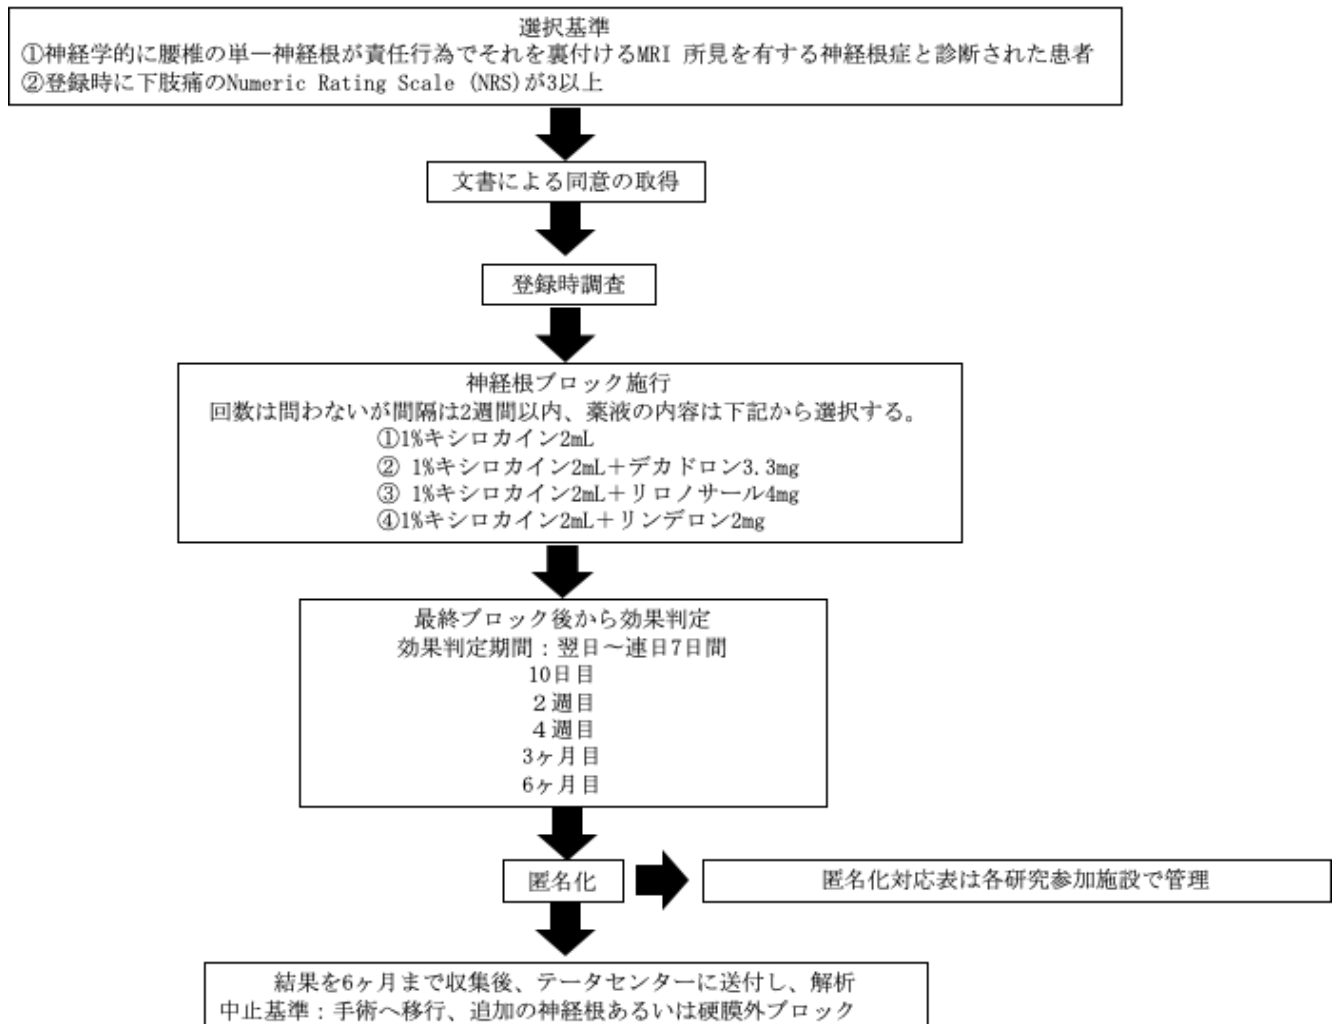 選択基準
①神経学的に腰椎の単一神経根が責任行為でそれを裏付けるMRI 所見を有する神経根症と診断された患者
②登録時に下肢痛のNumeric Rating Scale (NRS)が3以上
文書による同意の取得
登録時調査
神経根ブロック施行
回数は問わないが間隔は2週間以内、薬液の内容は下記から選択する。
①1%キシロカイン2mL
② 1%キシロカイン2mL＋デカドロン3.3mg
③ 1%キシロカイン2mL＋リロノサール4mg
④1%キシロカイン2mL＋リンデロン2mg
最終ブロック後から効果判定
効果判定期間：翌日～連日7日間
10日目
２週目
４週目
3ヶ月目
6ヶ月目
匿名化
匿名化対応表は各研究参加施設で管理
結果を6ヶ月まで収集後、テータセンターに送付し、解析
中止基準：手術へ移行、追加の神経根あるいは硬膜外ブロック